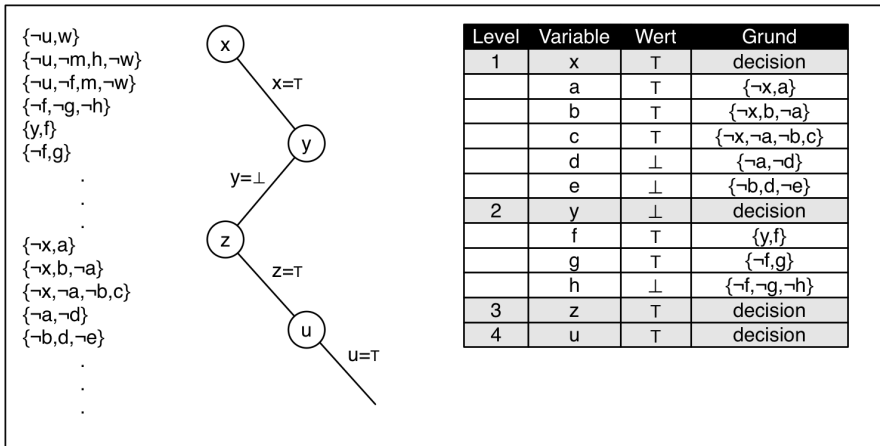 {¬u,w}
{¬u,¬m,h,¬w}
{¬u,¬f,m,¬w}
{¬f,¬g,¬h}
{y,f}
{¬f,g}
.
.
.
{¬x,a}
{¬x,b,¬a}
{¬x,¬a,¬b,c}
{¬a,¬d}
{¬b,d,¬e}
.
.
.
x
x=⊤
y
y=⊥
z
z=⊤
u
u=⊤
Level Variable Wert Grund
1 x ⊤ decision
a ⊤ {¬x,a}
b ⊤ {¬x,b,¬a}
c ⊤ {¬x,¬a,¬b,c}
d ⊥ {¬a,¬d}
e ⊥ {¬b,d,¬e}
2 y ⊥ decision
f ⊤ {y,f}
g ⊤ {¬f,g}
h ⊥ {¬f,¬g,¬h}
3 z ⊤ decision
4 u ⊤ decision